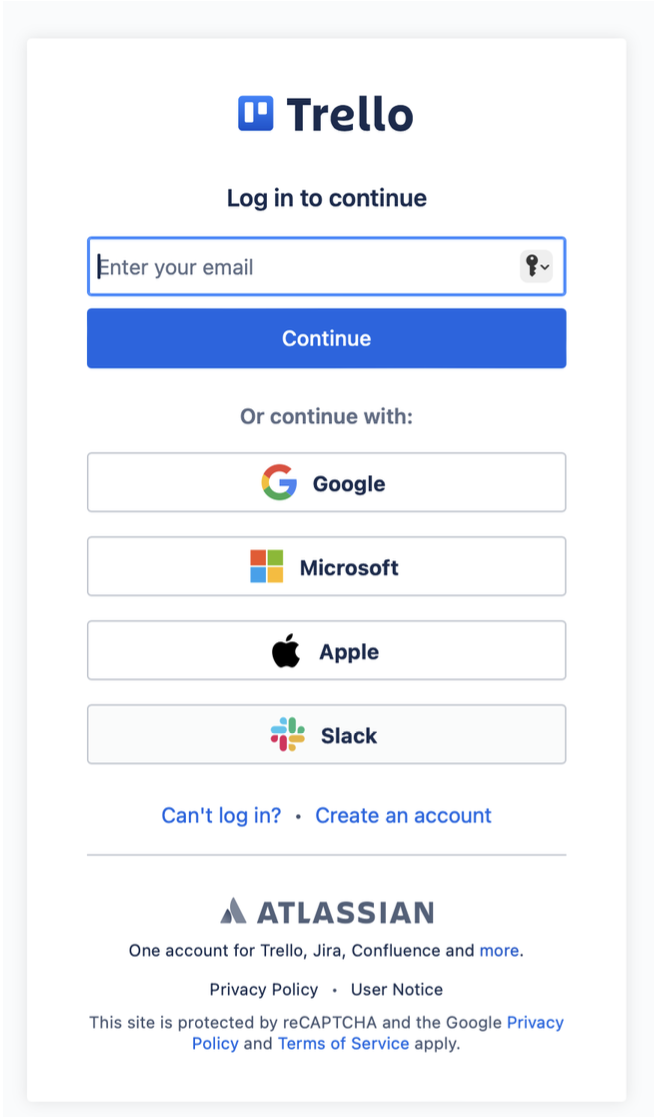 Trello
Log in to continue
Enter your email
Continue
Or continue with:
Google
Microsoft
Apple
Slack
Can't log in? • Create an account
ATLASSIAN
One account for Trello, Jira, Confluence and more.
Privacy Policy • User Notice
This site is protected by reCAPTCHA and the Google Privacy
Policy and Terms of Service apply.